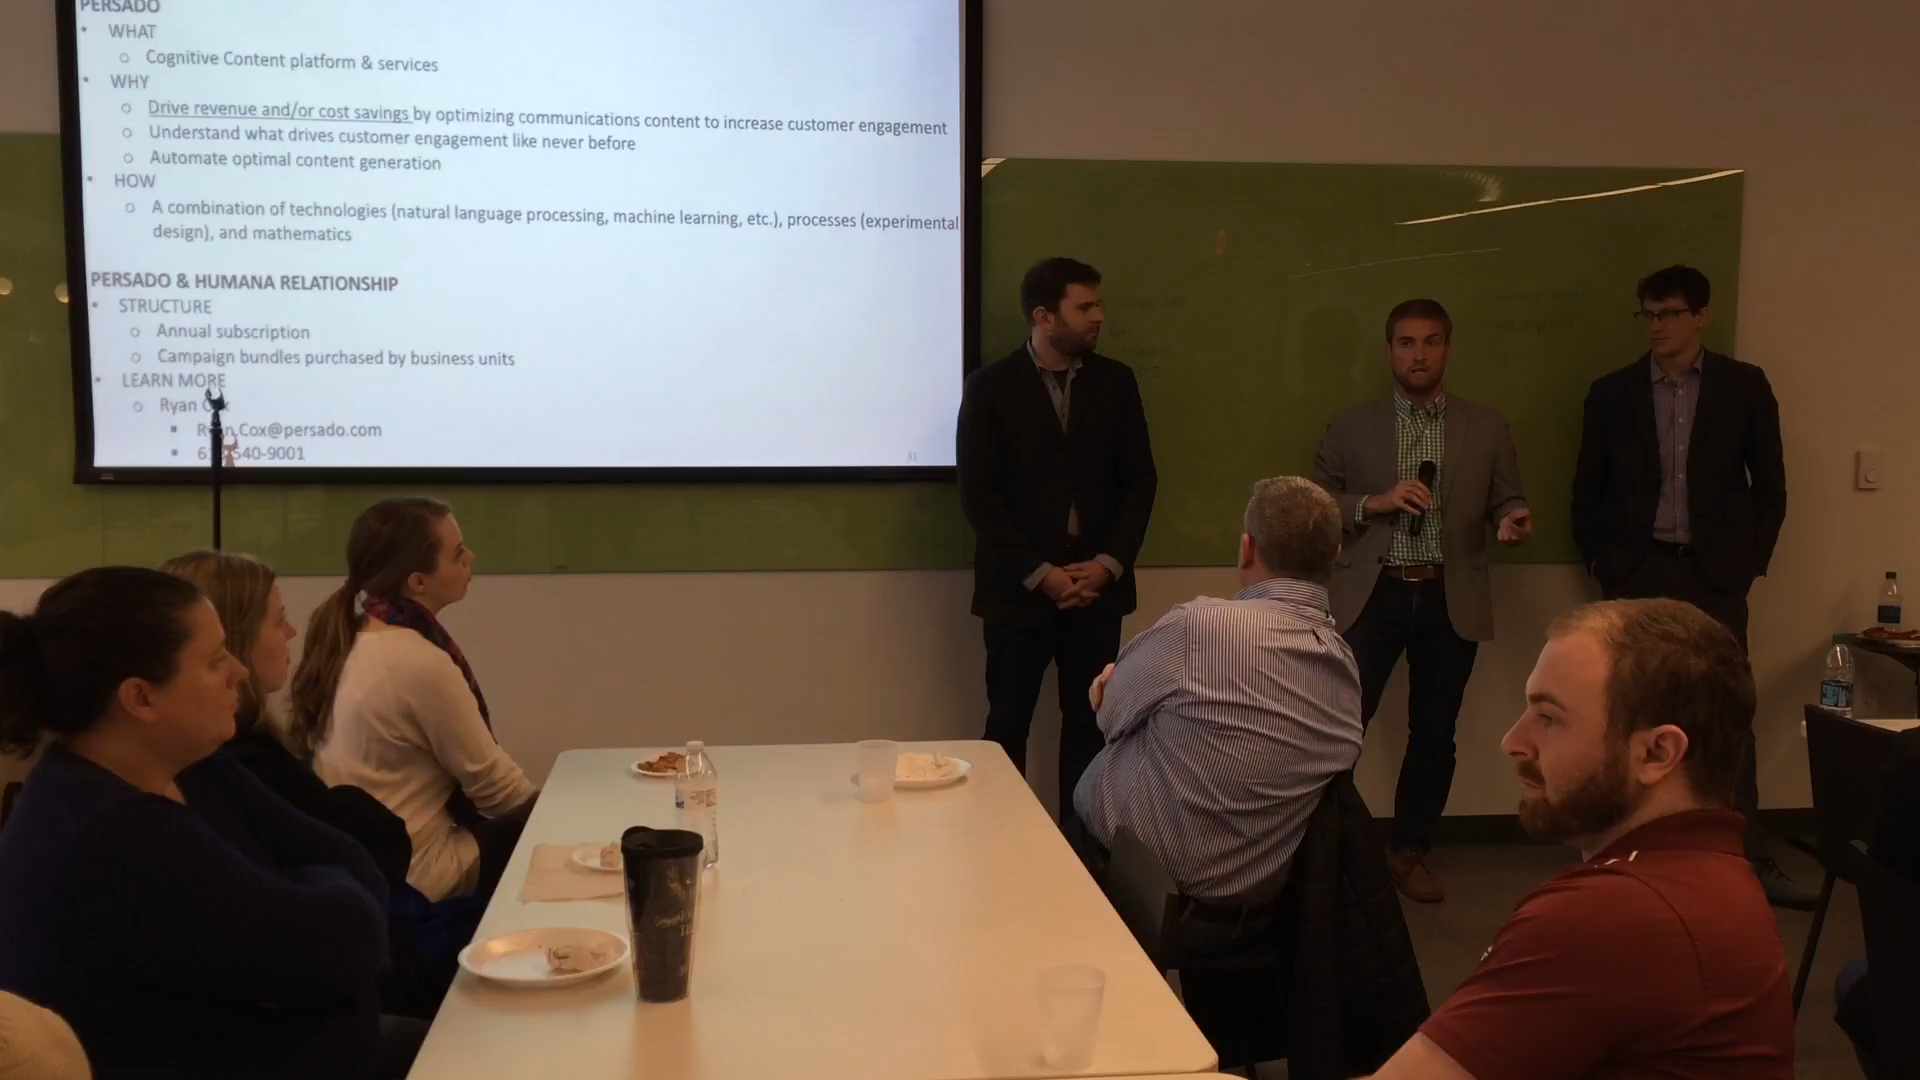 PERSADO
• WHAT
○ Cognitive Content platform & services
• WHY
○ Drive revenue and/or cost savings by optimizing communications content to increase customer engagement
○ Understand what drives customer engagement like never before
○ Automate optimal content generation
• HOW
○ A combination of technologies (natural language processing, machine learning, etc.), processes (experimental
design), and mathematics
PERSADO & HUMANA RELATIONSHIP
• STRUCTURE
○ Annual subscription
○ Campaign bundles purchased by business units
• LEARN MORE
○ Ryan
▪ Cox@persado.com
▪ 540-9001
31